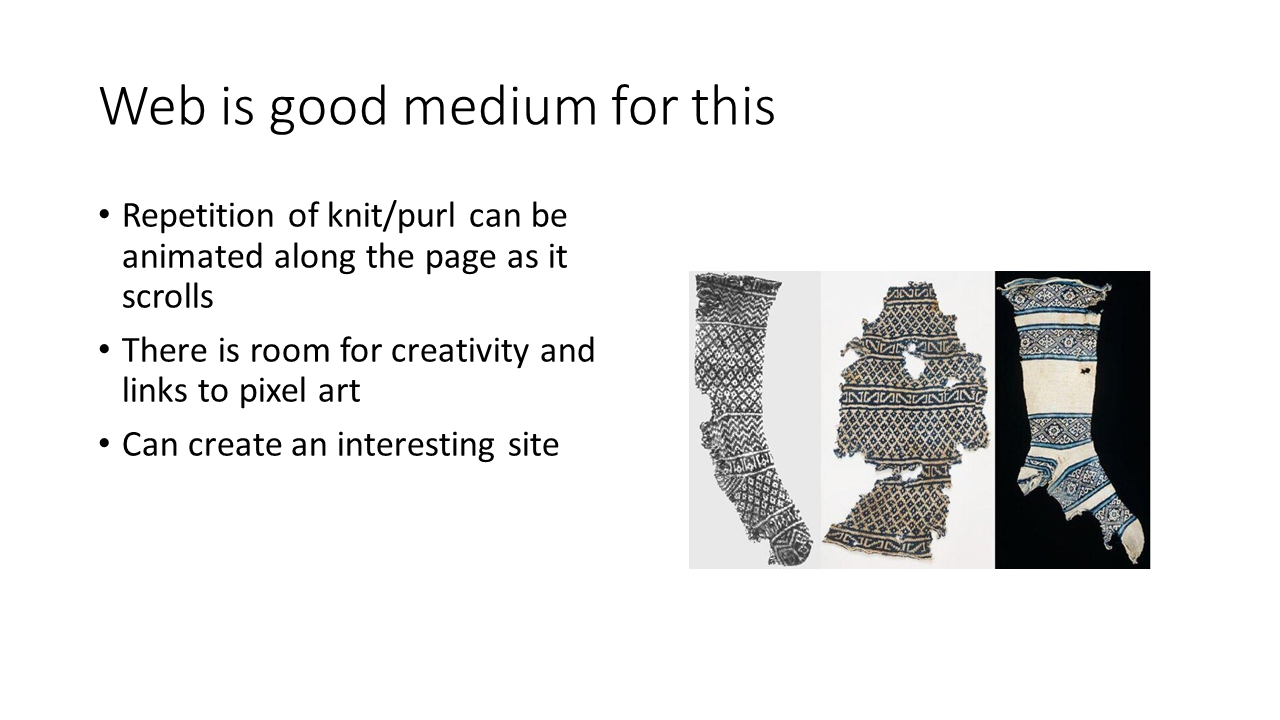 Web is good medium for this
• Repetition of knit/purl can be
animated along the page as it
scrolls
• There is room for creativity and
links to pixel art
• Can create an interesting site